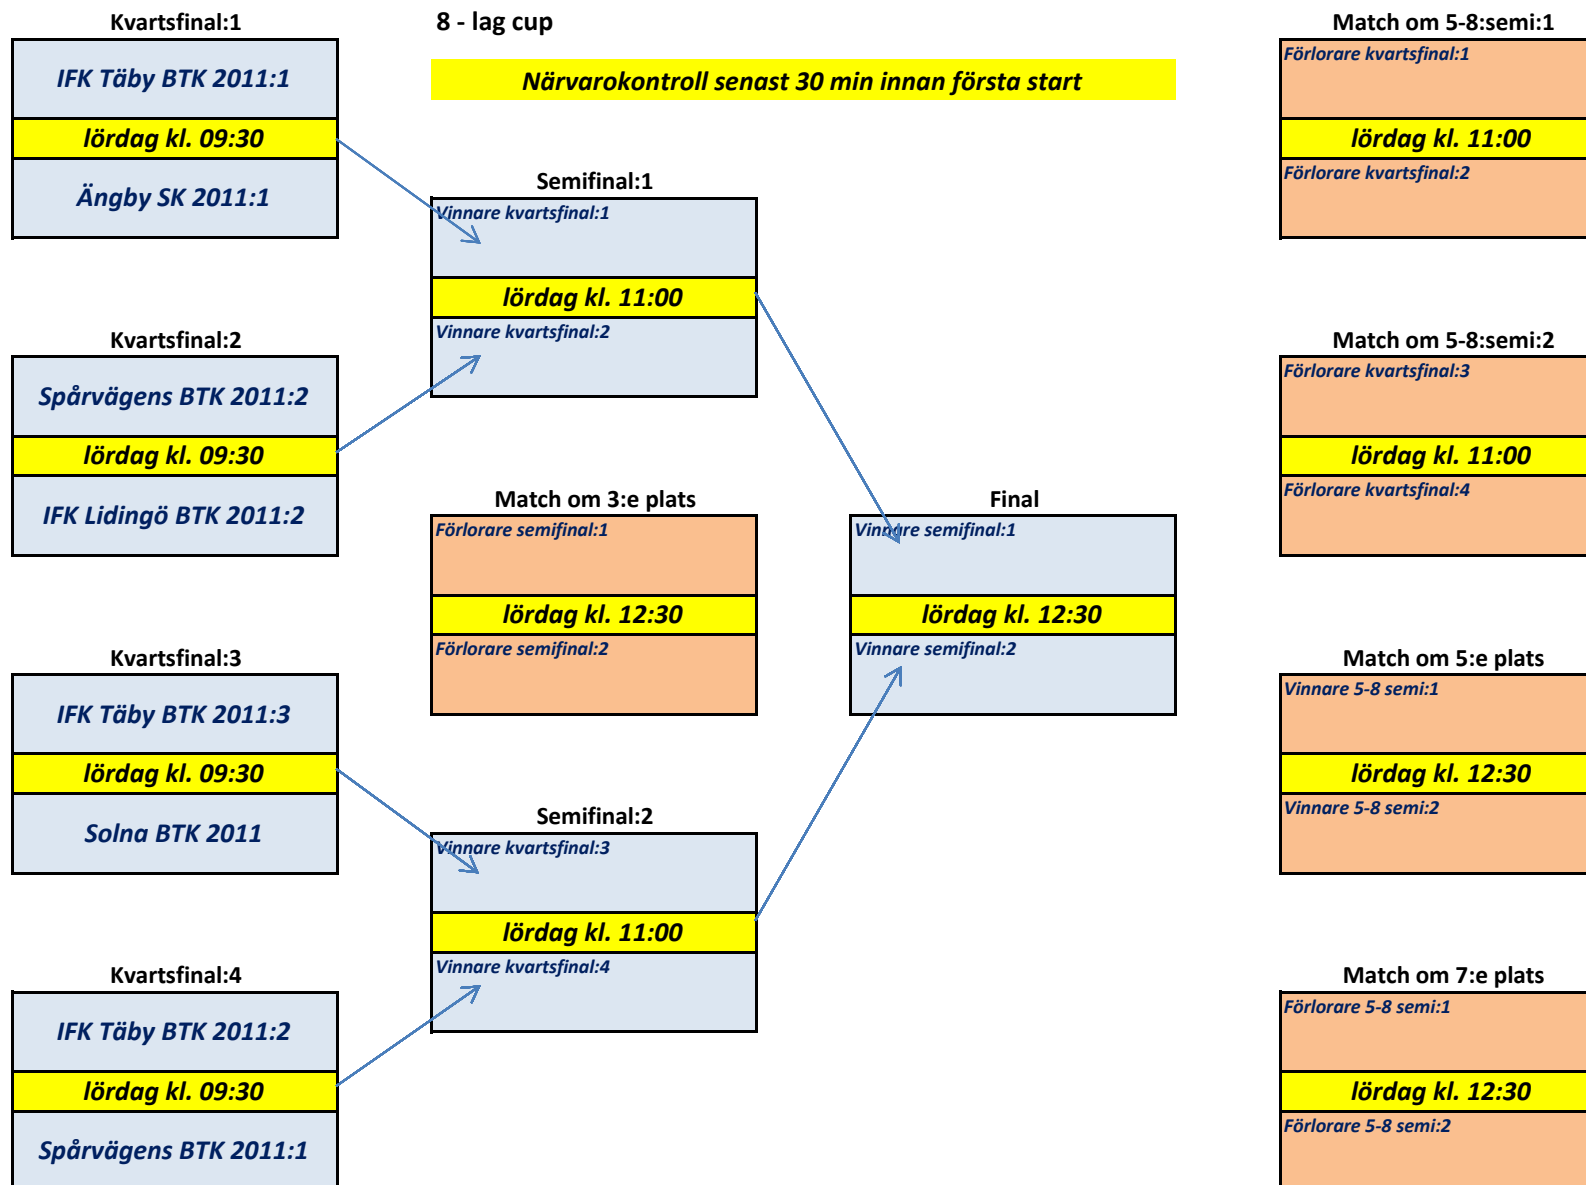 Kvartsfinal:1
IFK Täby BTK 2011:1
lördag kl. 09:30
Ängby SK 2011:1
Kvartsfinal:2
Spårvägens BTK 2011:2
lördag kl. 09:30
IFK Lidingö BTK 2011:2
Kvartsfinal:3
IFK Täby BTK 2011:3
lördag kl. 09:30
Solna BTK 2011
Kvartsfinal:4
IFK Täby BTK 2011:2
lördag kl. 09:30
Spårvägens BTK 2011:1
8 - lag cup
Närvarokontroll senast 30 min innan första start
Semifinal:1
Vinnare kvartsfinal:1
lördag kl. 11:00
Vinnare kvartsfinal:2
Match om 3:e plats
Förlorare semifinal:1
lördag kl. 12:30
Förlorare semifinal:2
Semifinal:2
Vinnare kvartsfinal:3
lördag kl. 11:00
Vinnare kvartsfinal:4
Final
Vinnare semifinal:1
lördag kl. 12:30
Vinnare semifinal:2
Match om 5-8:semi:1
Förlorare kvartsfinal:1
lördag kl. 11:00
Förlorare kvartsfinal:2
Match om 5-8:semi:2
Förlorare kvartsfinal:3
lördag kl. 11:00
Förlorare kvartsfinal:4
Match om 5:e plats
Vinnare 5-8 semi:1
lördag kl. 12:30
Vinnare 5-8 semi:2
Match om 7:e plats
Förlorare 5-8 semi:1
lördag kl. 12:30
Förlorare 5-8 semi:2